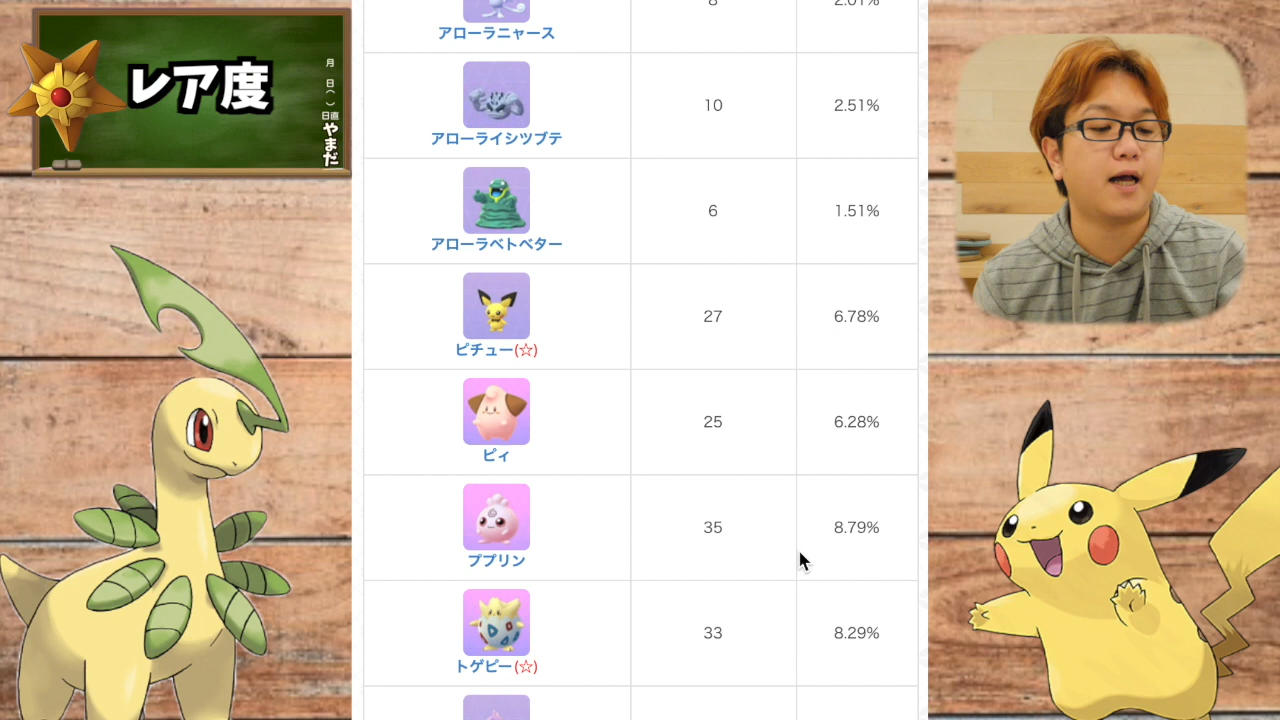 レア度
月
日(
)
日直
やまだ
8
2.01%
アローラニャース
10
2.51%
アローライシツブテ
6
1.51%
アローラベトベター
27
6.78%
ピチュー(☆)
25
6.28%
ピィ
35
8.79%
ププリン
33
8.29%
トゲピー(☆)